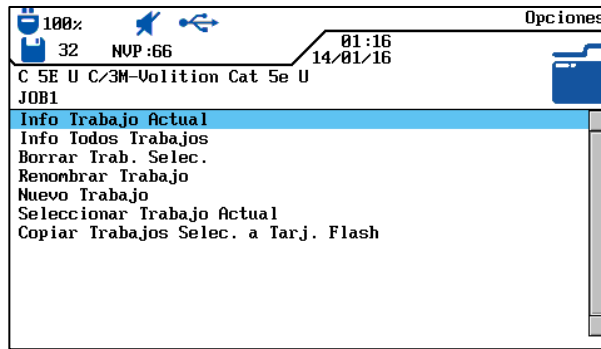 100%
Opciones
32 NVP:66
01:16
14/01/16
C 5E U C/3M-Volition Cat 5e U
JOB1
Info Trabajo Actual
Info Todos Trabajos
Borrar Trab. Selec.
Renombrar Trabajo
Nuevo Trabajo
Seleccionar Trabajo Actual
Copiar Trabajos Selec. a Tarj. Flash